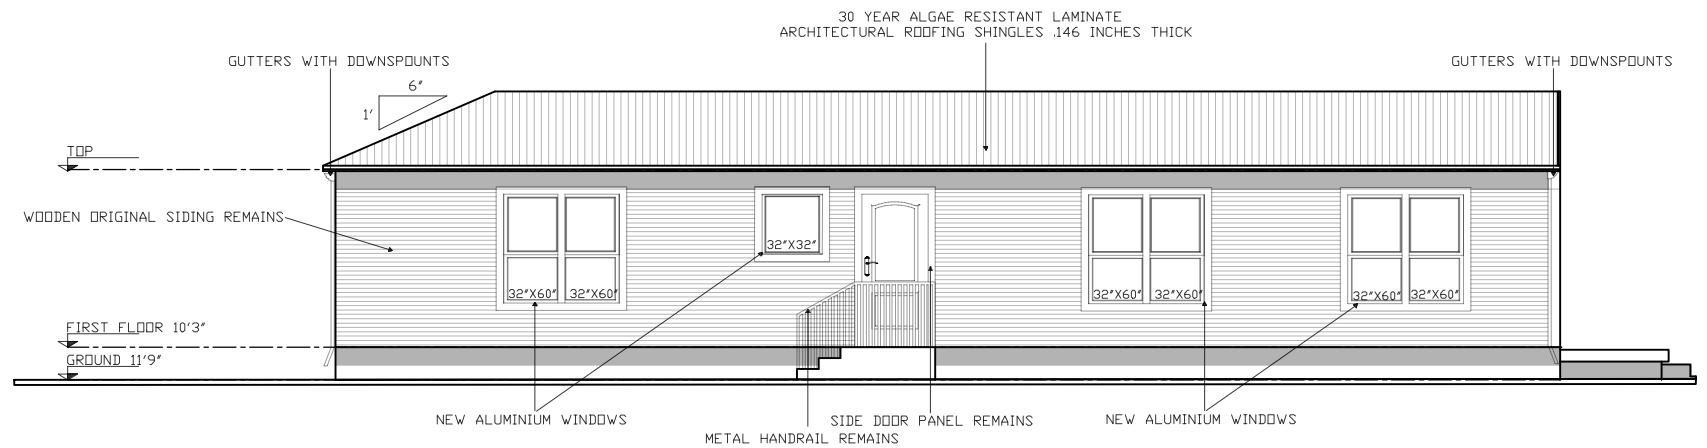 30 YEAR ALGAE RESISTANT LAMINATE
ARCHITECTURAL ROOFING SHINGLES .146 INCHES THICK
GUTTERS WITH DOWNSPOUNTS
GUTTERS WITH DOWNSPOUNTS
6"
1'
TOP
WOODEN ORIGINAL SIDING REMAINS
32"X32"
32"X60" 32"X60"
32"X60" 32"X60"
32"X60" 32"X60"
FIRST FLOOR 10'3"
GROUND 11'9"
NEW ALUMINIUM WINDOWS
SIDE DOOR PANEL REMAINS
NEW ALUMINIUM WINDOWS
METAL HANDRAIL REMAINS